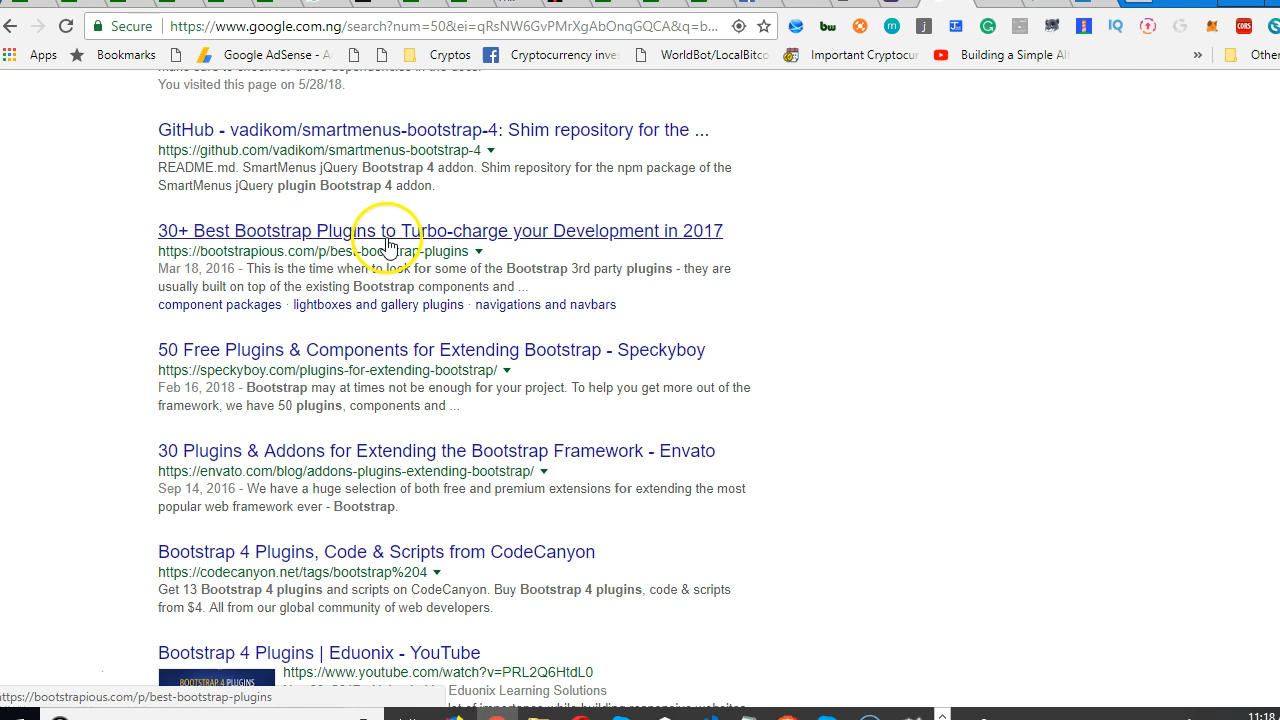 Secure https://www.google.com.ng/search?num=50&ei=qRsNW6GvPMrXgAbOnqGQCA&q=b...
Apps Bookmarks Google AdSense - A Cryptos Cryptocurrency inve WorldBot/LocalBitco Important Cryptocur Building a Simple Al » Other
You visited this page on 5/28/18.
GitHub - vadikom/smartmenus-bootstrap-4: Shim repository for the ...
https://github.com/vadikom/smartmenus-bootstrap-4
README.md. SmartMenus jQuery Bootstrap 4 addon. Shim repository for the npm package of the
SmartMenus jQuery plugin Bootstrap 4 addon.
30+ Best Bootstrap Plugins to Turbo-charge your Development in 2017
https://bootstrapious.com/p/best-bootstrap-plugins
Mar 18, 2016 - This is the time when to look for some of the Bootstrap 3rd party plugins - they are
usually built on top of the existing Bootstrap components and ...
component packages · lightboxes and gallery plugins · navigations and navbars
50 Free Plugins & Components for Extending Bootstrap - Speckyboy
https://speckyboy.com/plugins-for-extending-bootstrap/
Feb 16, 2018 - Bootstrap may at times not be enough for your project. To help you get more out of the
framework, we have 50 plugins, components and ...
30 Plugins & Addons for Extending the Bootstrap Framework - Envato
https://envato.com/blog/addons-plugins-extending-bootstrap/
Sep 14, 2016 - We have a huge selection of both free and premium extensions for extending the most
popular web framework ever - Bootstrap.
Bootstrap 4 Plugins, Code & Scripts from CodeCanyon
https://codecanyon.net/tags/bootstrap%204
Get 13 Bootstrap 4 plugins and scripts on CodeCanyon. Buy Bootstrap 4 plugins, code & scripts
from $4. All from our global community of web developers.
Bootstrap 4 Plugins | Eduonix - YouTube
https://www.youtube.com/watch?v=PRL2Q6HtdL0
BOOTSTRAP 4 PLUGINS
Eduonix Learning Solutions
ttps://bootstrapious.com/p/best-bootstrap-plugins
11:18